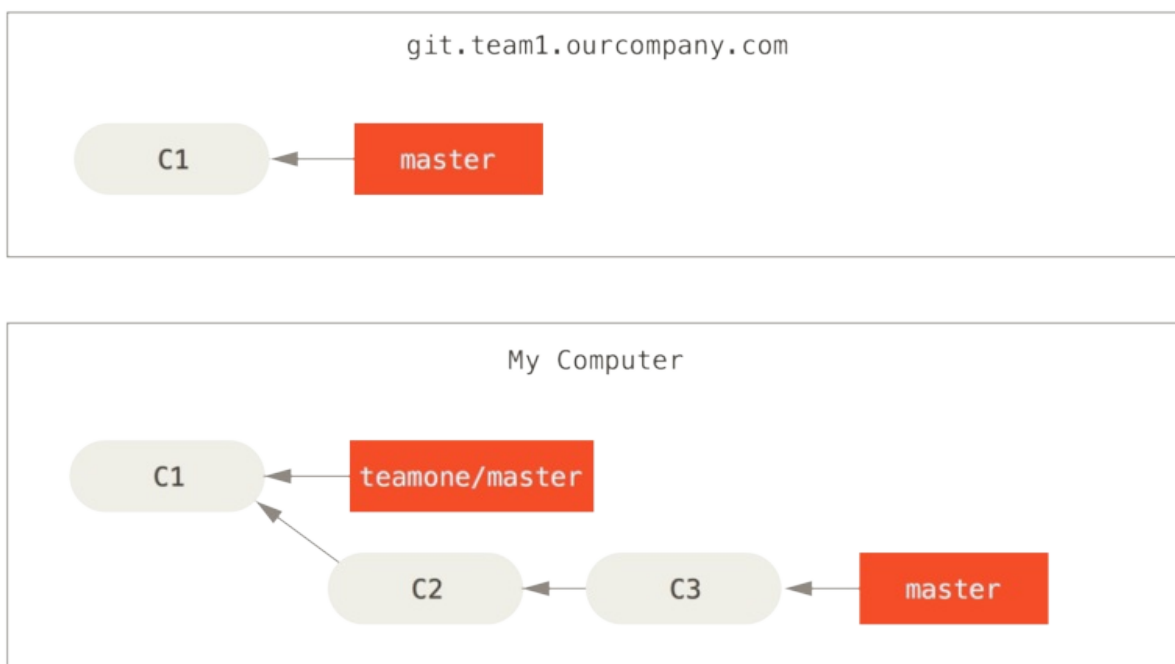 git.team1.ourcompany.com
C1
master
My Computer
C1
teamone/master
C2
C3
master